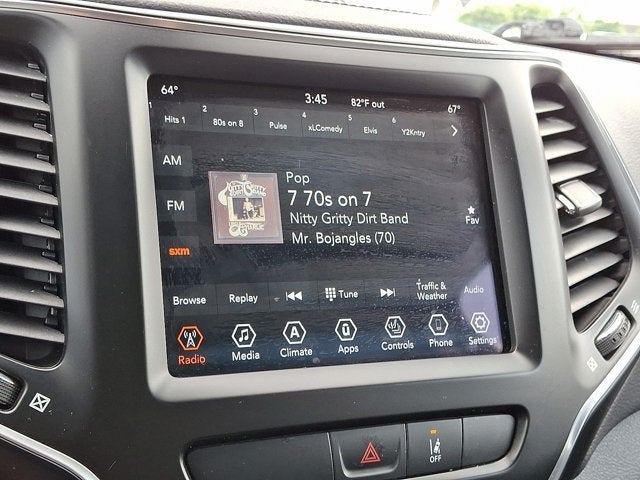 64° 3:45 82°F out 67°
1 2 3 4 5 6
Hits 1 80s on 8 Pulse xLComedy Elvis Y2Kntry
AM
Pop
7 70s on 7
FM
Nitty Gritty Dirt Band
Fav
Mr. Bojangles (70)
sxm
Browse Replay Tune Traffic & Weather Audio
Radio Media Climate Apps Controls Phone Settings
OFF